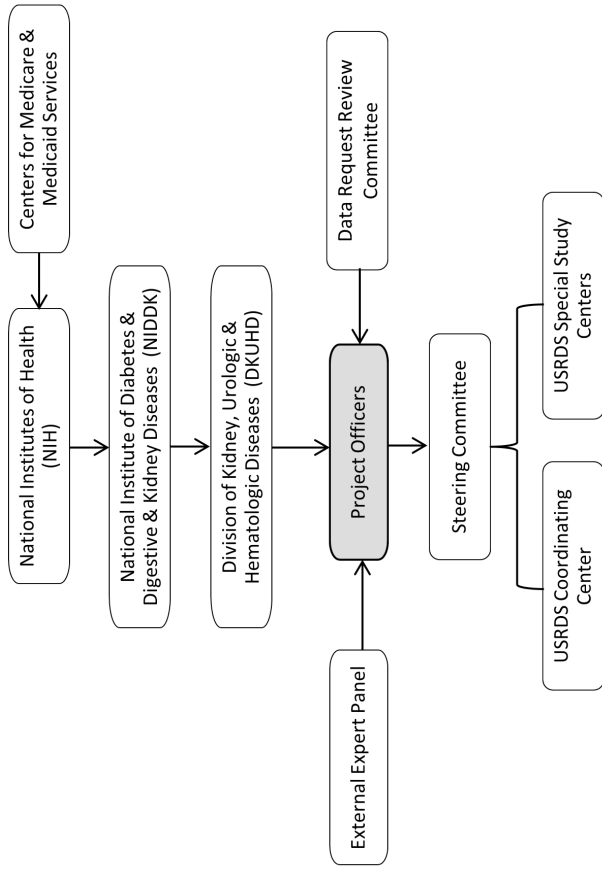 Centers for Medicare &
Medicaid Services
National Institutes of Health
(NIH)
National Institute of Diabetes &
Digestive & Kidney Diseases (NIDDK)
Division of Kidney, Urologic &
Hematologic Diseases (DKUHD)
External Expert Panel
Project Officers
Data Request Review
Committee
Steering Committee
USRDS Coordinating
Center
USRDS Special Study
Centers